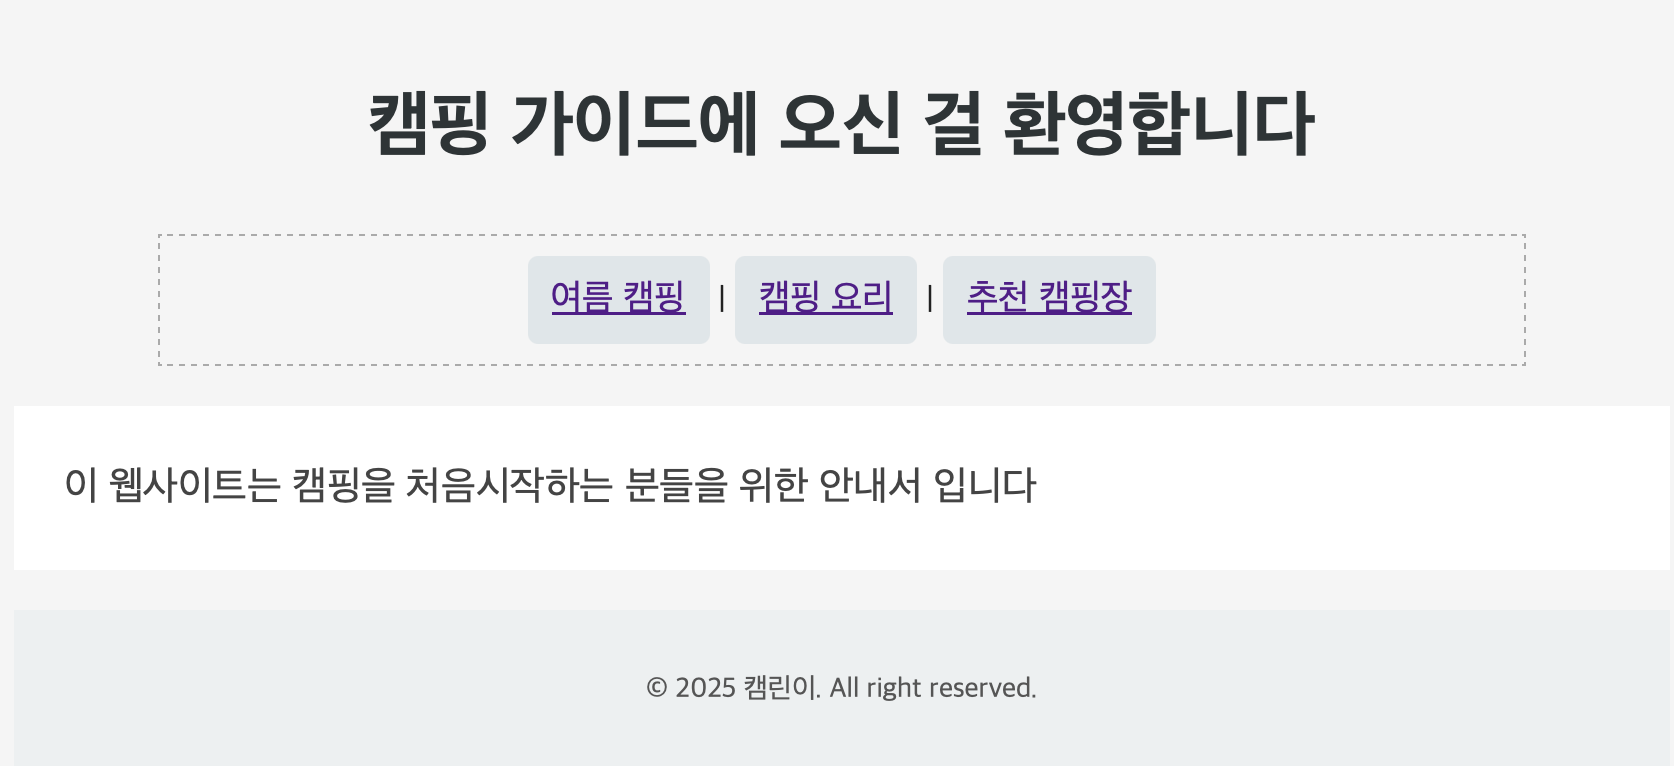 캠핑 가이드에 오신 걸 환영합니다
여름 캠핑 | 캠핑 요리 | 추천 캠핑장
이 웹사이트는 캠핑을 처음시작하는 분들을 위한 안내서 입니다
© 2025 캠린이. All right reserved.